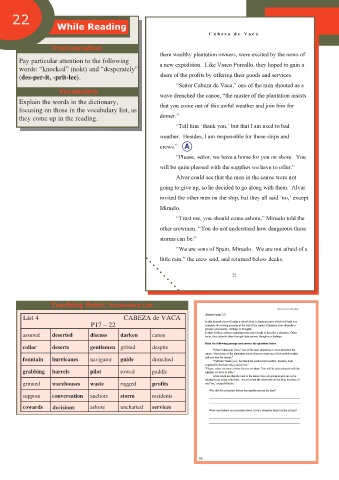 22
While Reading
Pronunciation
Pay particular attention to the following
words: "knocked" (nokt) and "desperately"
(des-per-it, -prit-lee).
Vocabulary
Explain the words in the dictionary,
focusing on those in the vocabulary list, as
they come up in the reading.
Cabeza de Vaca
them wealthy plantation owners, were excited by the news of
a new expedition. Like Vasco Porcallo, they hoped to gain a
share of the profits by offering their goods and services.
"Señor Cabeza de Vaca," one of the men shouted as a
wave drenched the canoe, "the master of the plantation insists
that you come out of this awful weather and join him for
dinner."
"Tell him 'thank you,' but that I am used to bad
weather. Besides, I am responsible for these ships and
crews." A
"Please, señor, we have a horse for you on shore. You
will be quite pleased with the supplies we have to offer."
Alvar could see that the men in the canoe were not
going to give up, so he decided to go along with them. Alvar
invited the other men on the ship, but they all said 'no,' except
Miruelo.
"Trust me, you should come ashore," Miruelo told the
other crewmen, "You do not understand how dangerous these
storms can be."
"We are sons of Spain, Miruelo. We are not afraid of a
little rain," the crew said, and returned below decks.
22
Teaching Point: Vocabulary List
List 4 CABEZA de VACA
P17 – 22
assured deserted discuss darken canoe
collar deserts gentlemen gritted despite
fountain hurricanes navigator guide drenched
grabbing barrels pilot rowed puddle
grinned warehouses waste rugged profits
suppose conversation anchors storm residents
cowards decisions ashore uncharted services